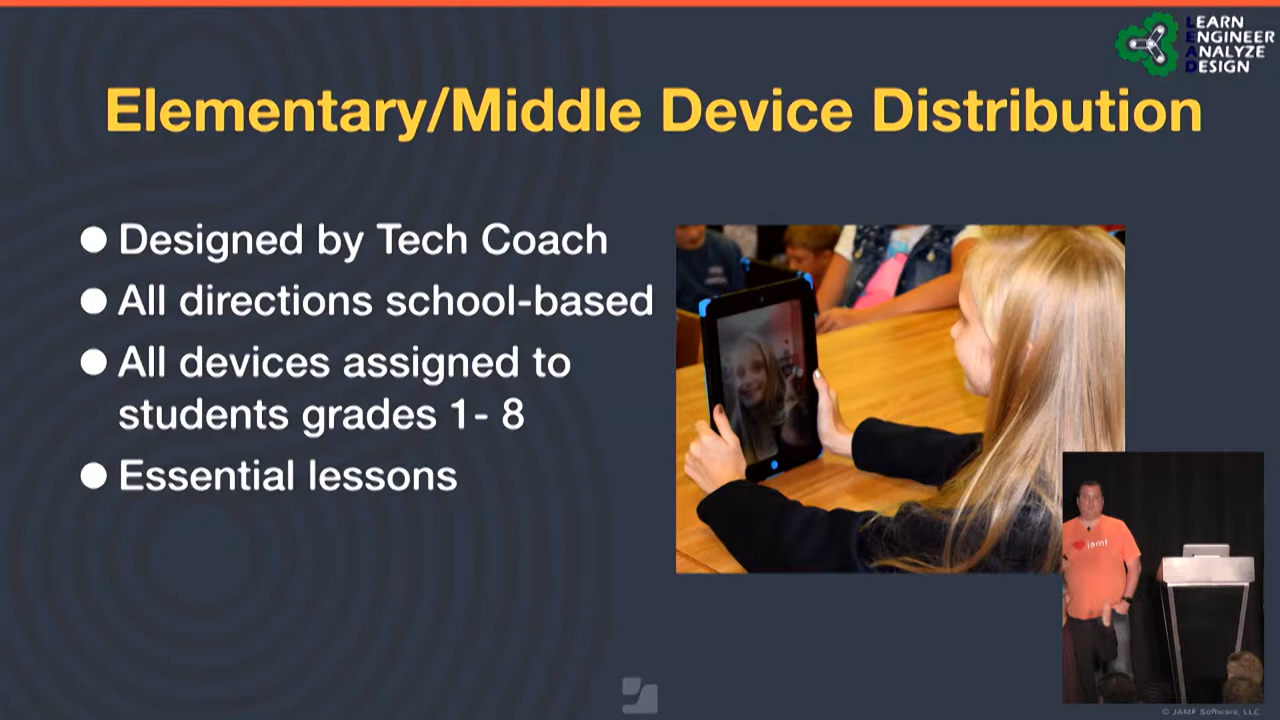 LEARN
ENGINEER
ANALYZE
DESIGN
Elementary/Middle Device Distribution
Designed by Tech Coach
All directions school-based
All devices assigned to
students grades 1- 8
Essential lessons
jamf
© JAMF Software, LLC